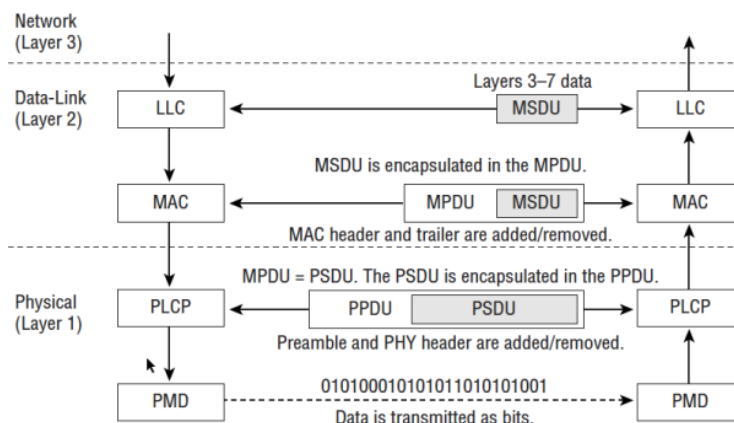 Network
(Layer 3)
Layers 3–7 data
Data-Link
(Layer 2)
LLC
MSDU
LLC
MSDU is encapsulated in the MPDU.
MAC
MPDU
MSDU
MAC
MAC header and trailer are added/removed.
MPDU = PSDU. The PSDU is encapsulated in the PPDU.
Physical
(Layer 1)
PLCP
PPDU
PSDU
PLCP
Preamble and PHY header are added/removed.
010100010101011010101001
PMD
PMD
Data is transmitted as bits.